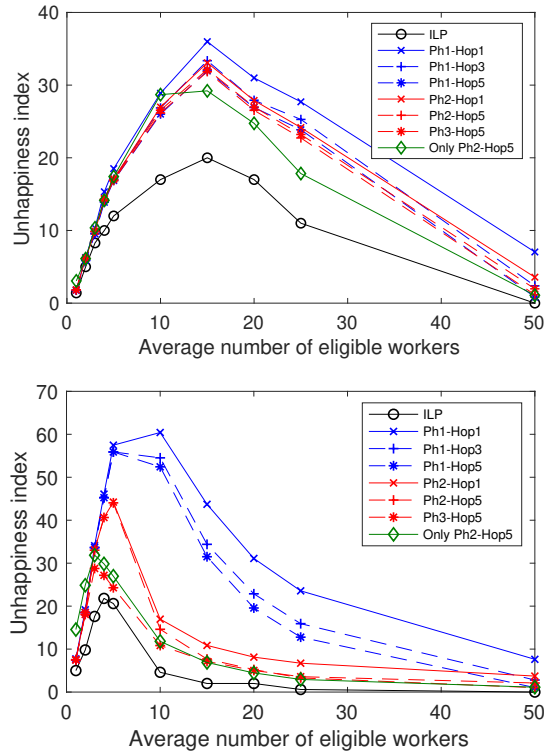 Unhappiness index
40
30
20
10
0
0
10
20
30
40
50
Average number of eligible workers
ILP
Ph1-Hop1
Ph1-Hop3
Ph1-Hop5
Ph2-Hop1
Ph2-Hop5
Ph3-Hop5
Only Ph2-Hop5
Unhappiness index
70
60
50
40
30
20
10
0
0
10
20
30
40
50
Average number of eligible workers
ILP
Ph1-Hop1
Ph1-Hop3
Ph1-Hop5
Ph2-Hop1
Ph2-Hop5
Ph3-Hop5
Only Ph2-Hop5